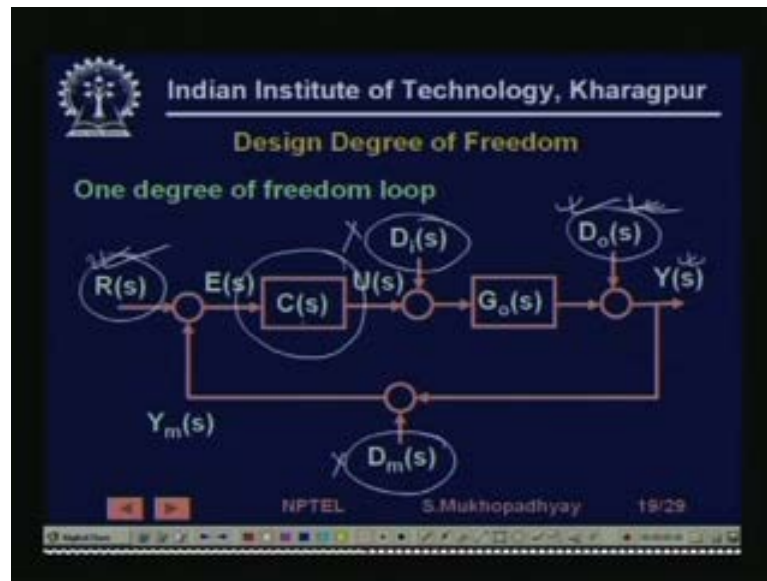 Indian Institute of Technology, Kharagpur
Design Degree of Freedom
One degree of freedom loop
Dᵢ(s)
Dₒ(s)
R(s)
E(s)
C(s)
U(s)
Gₒ(s)
Y(s)
Yₘ(s)
Dₘ(s)
NPTEL
S.Mukhopadhyay
19/29